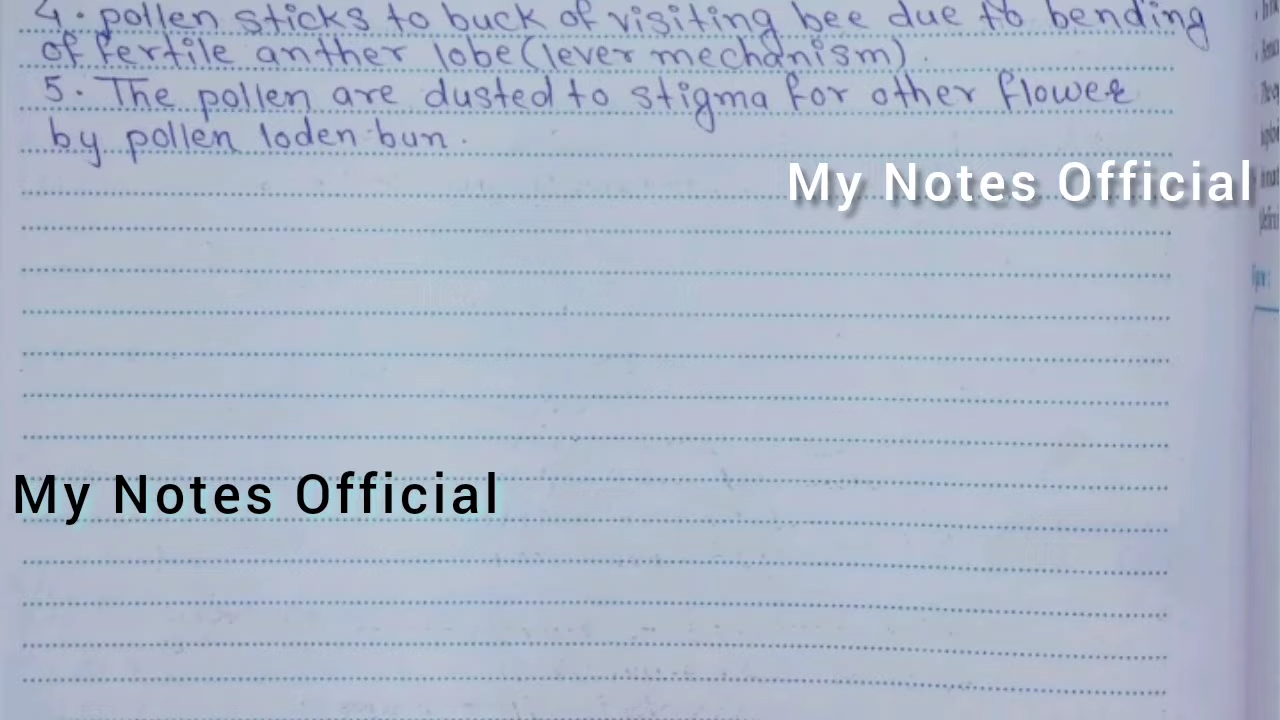 4. pollen sticks to buck of visiting bee due to bending
of fertile anther lobe (lever mechanism).
5. The pollen are dusted to stigma for other flower
by pollen loden bun.
My Notes Official
My Notes Official